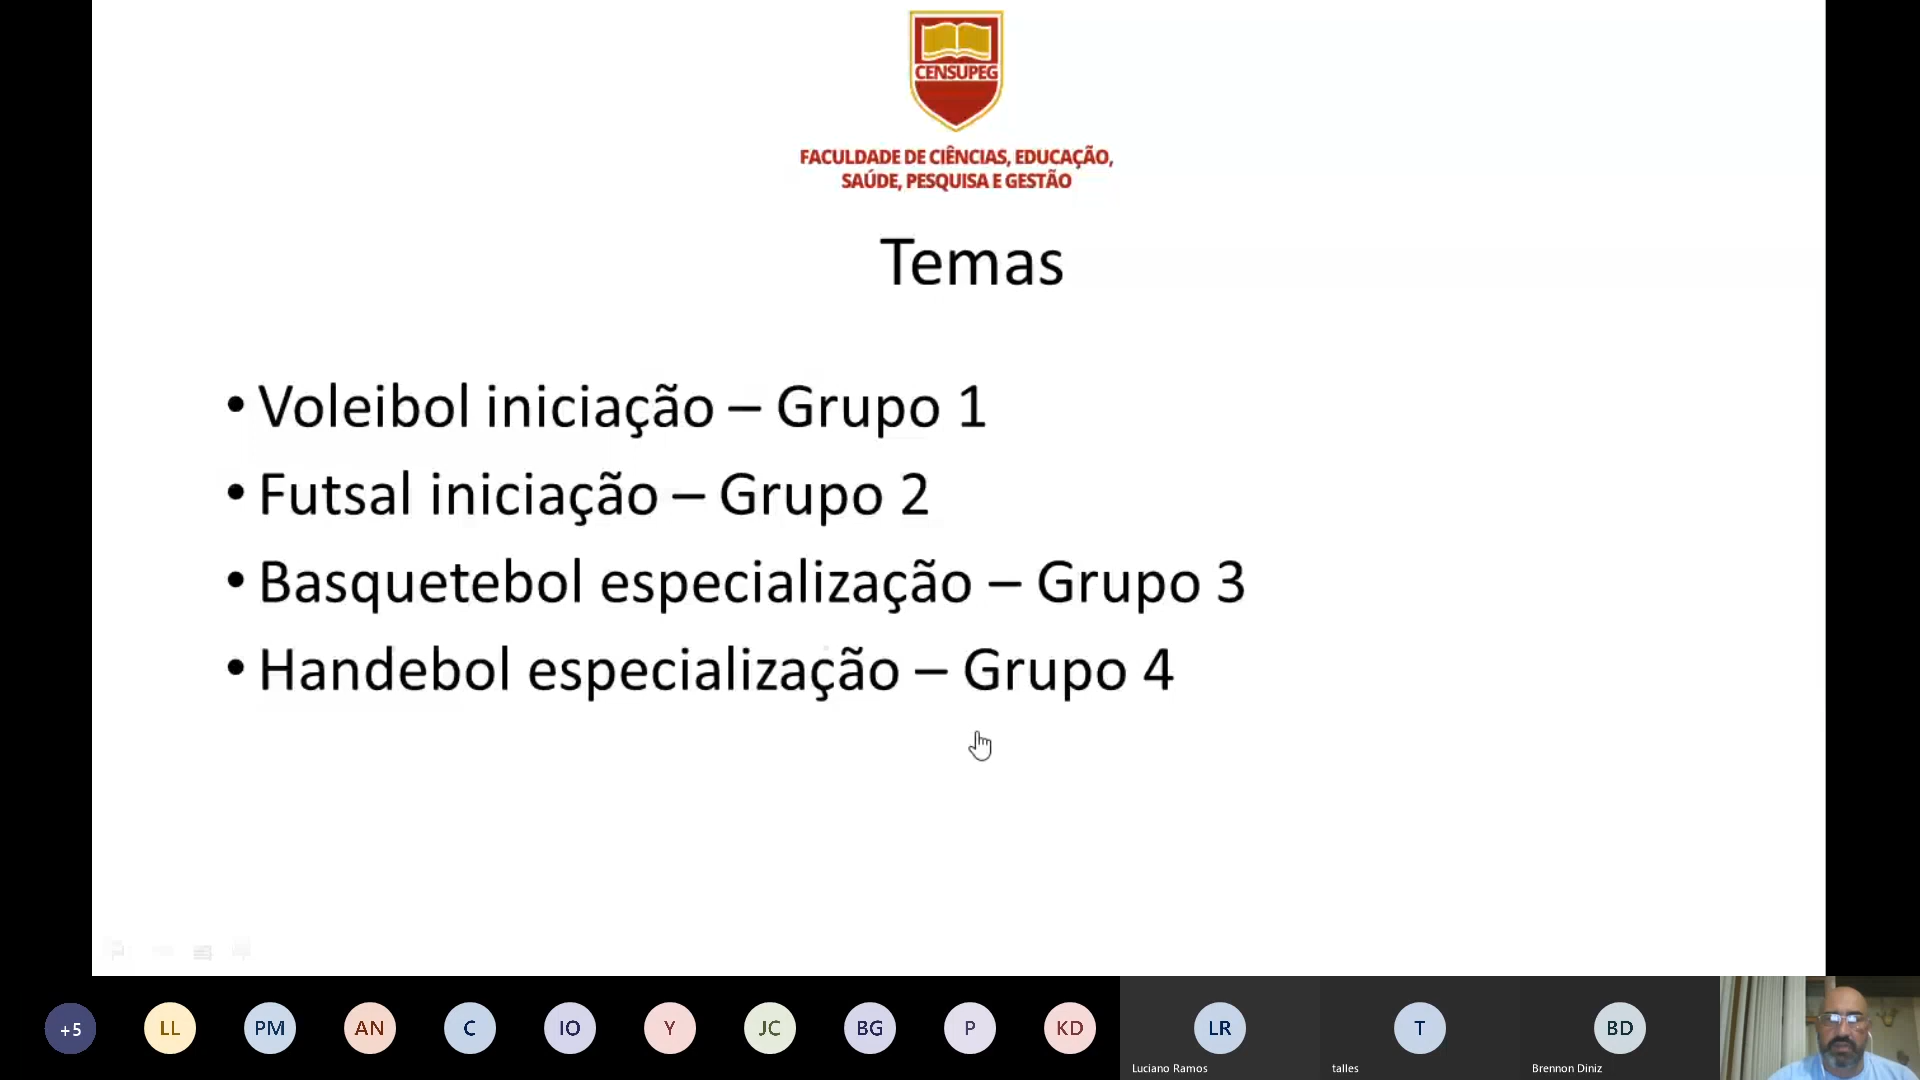 CENSUPEG
FACULDADE DE CIÊNCIAS, EDUCAÇÃO,
SAÚDE, PESQUISA E GESTÃO
Temas
• Voleibol iniciação – Grupo 1
• Futsal iniciação – Grupo 2
• Basquetebol especialização – Grupo 3
• Handebol especialização – Grupo 4
+5 LL PM AN C IO Y JC BG P KD LR T BD
Luciano Ramos talles Brennon Diniz